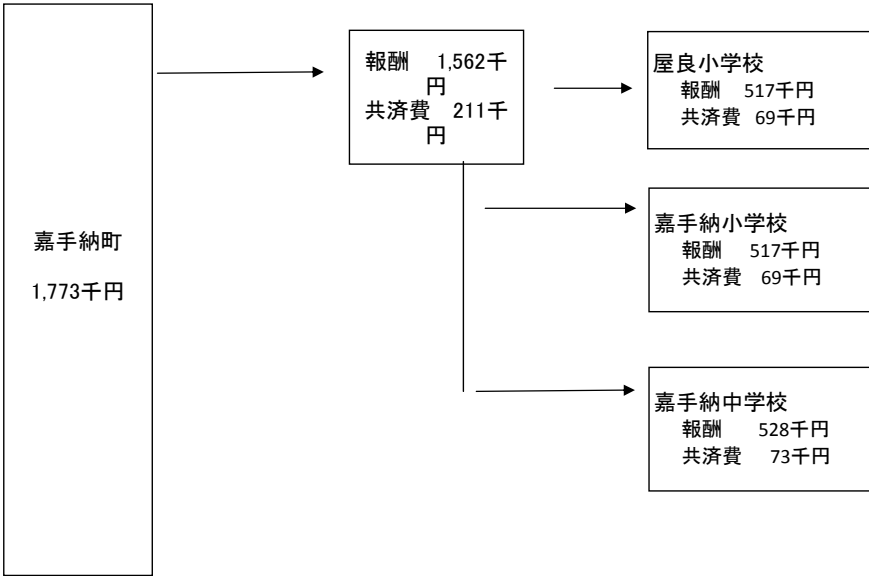 嘉手納町
1,773千円
報酬　1,562千
円
共済費　211千
円
屋良小学校
報酬　517千円
共済費　69千円
嘉手納小学校
報酬　517千円
共済費　69千円
嘉手納中学校
報酬　528千円
共済費　73千円